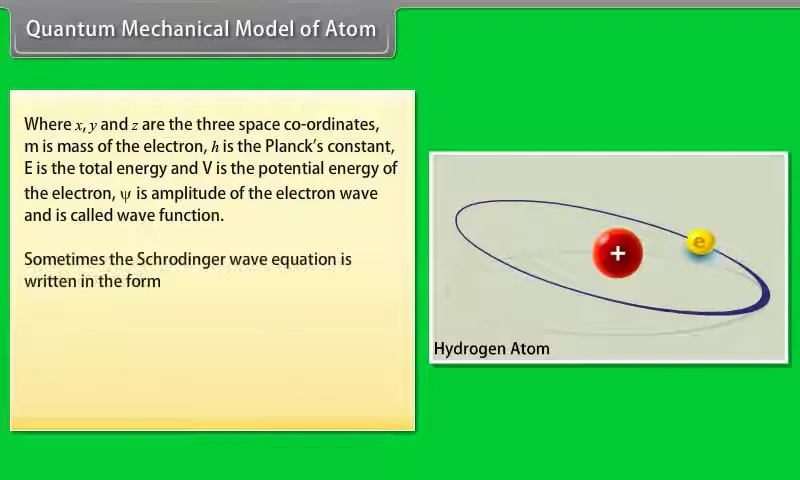 Quantum Mechanical Model of Atom
Where x, y and z are the three space co-ordinates,
m is mass of the electron, h is the Planck's constant,
E is the total energy and V is the potential energy of
the electron, ψ is amplitude of the electron wave
and is called wave function.
Sometimes the Schrodinger wave equation is
written in the form
+
e
Hydrogen Atom